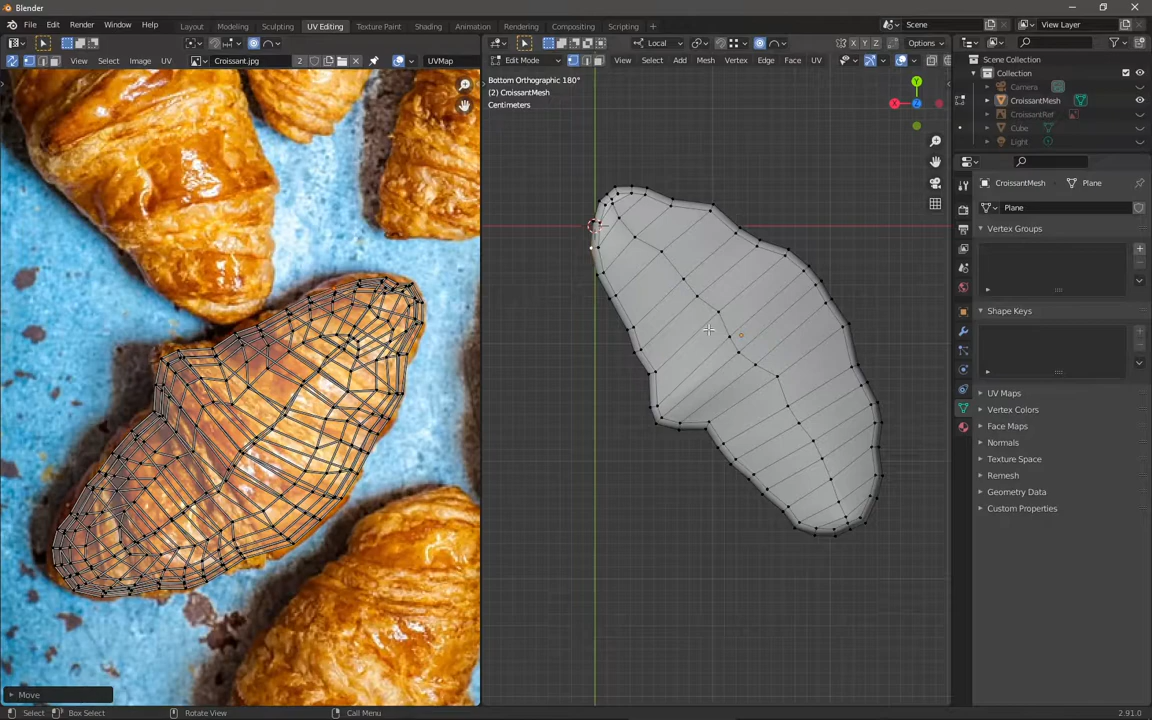 Blender
File Edit Render Window Help Layout Modeling Sculpting UV Editing Texture Paint Shading Animation Rendering Compositing Scripting + Scene View Layer
Local Options
View Select Image UV Croissant.jpg 2 UVMap
Edit Mode View Select Add Mesh Vertex Edge Face UV
X Y Z
Bottom Orthographic 180°
(2) CroissantMesh
Centimeters
Y
X Z
Scene Collection
Collection
Camera
CroissantMesh
CroissantRef
Cube
Light
CroissantMesh Plane
Plane
Vertex Groups
Shape Keys
UV Maps
Vertex Colors
Face Maps
Normals
Texture Space
Remesh
Geometry Data
Custom Properties
Move
Select Box Select Rotate View Call Menu 2.91.0